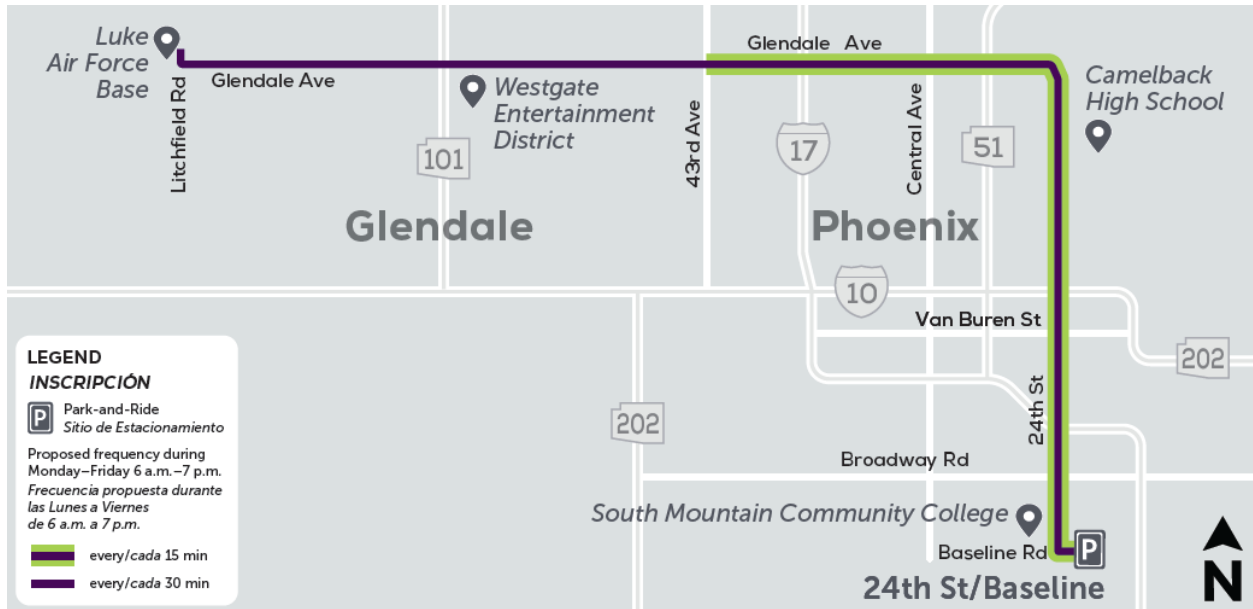 Luke
Air Force
Base
Litchfield Rd
Glendale Ave
Westgate
Entertainment
District
101
Glendale
43rd Ave
Glendale Ave
17
Central Ave
51
Camelback
High School
Phoenix
10
Van Buren St
202
24th St
202
Broadway Rd
South Mountain Community College
Baseline Rd
P
24th St/Baseline
N
LEGEND
INSCRIPCIÓN
P
Park-and-Ride
Sitio de Estacionamiento
Proposed frequency during
Monday–Friday 6 a.m.–7 p.m.
Frecuencia propuesta durante
las Lunes a Viernes
de 6 a.m. a 7 p.m.
every/cada 15 min
every/cada 30 min